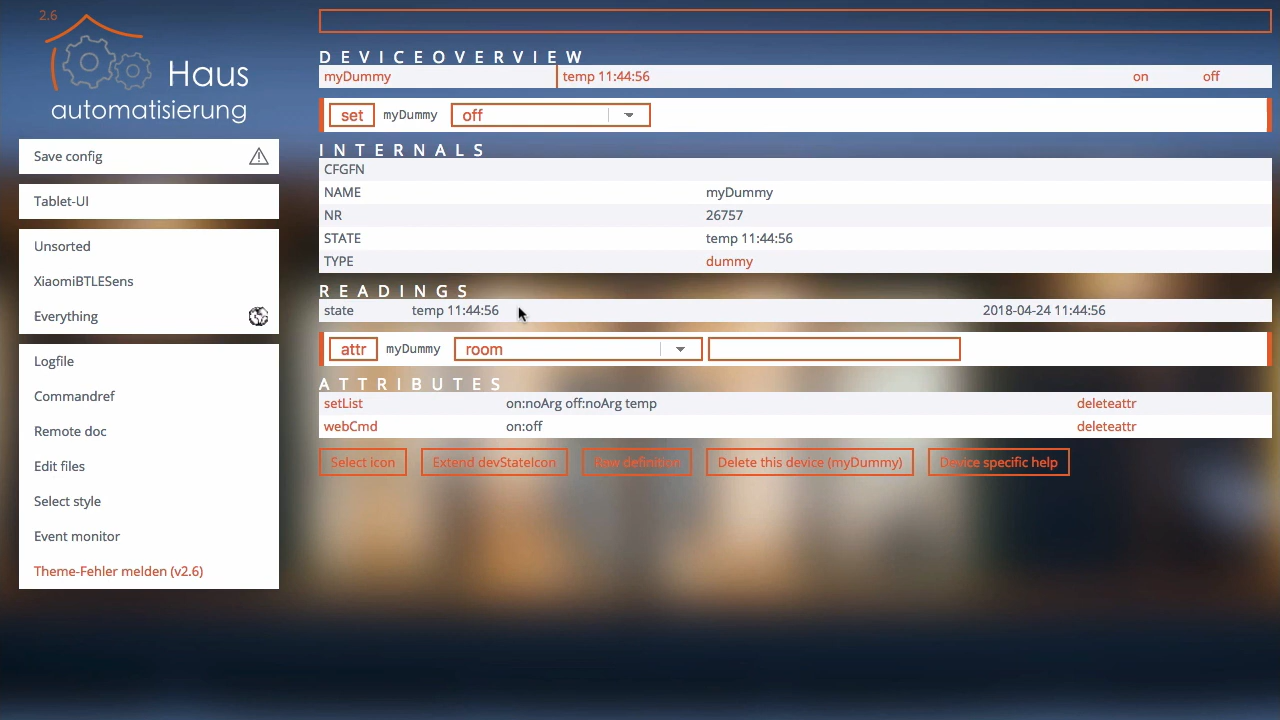 2.6
Haus
automatisierung
Save config
Tablet-UI
Unsorted
XiaomiBTLESens
Everything
Logfile
Commandref
Remote doc
Edit files
Select style
Event monitor
Theme-Fehler melden (v2.6)
DEVICEOVERVIEW
myDummy temp 11:44:56 on off
set myDummy off
INTERNALS
CFGFN
NAME myDummy
NR 26757
STATE temp 11:44:56
TYPE dummy
READINGS
state temp 11:44:56 2018-04-24 11:44:56
attr myDummy room
ATTRIBUTES
setList on:noArg off:noArg temp deleteattr
webCmd on:off deleteattr
Select icon Extend devStateIcon Raw definition Delete this device (myDummy) Device specific help